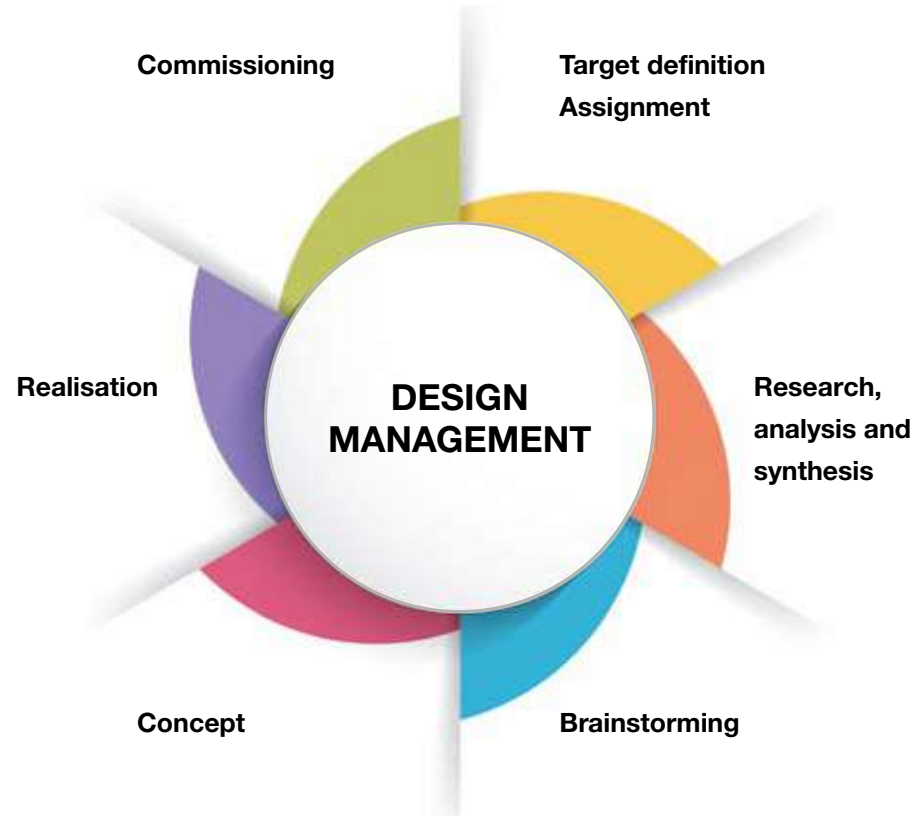 Commissioning
Target definition
Assignment
Realisation
DESIGN
MANAGEMENT
Research,
analysis and
synthesis
Concept
Brainstorming